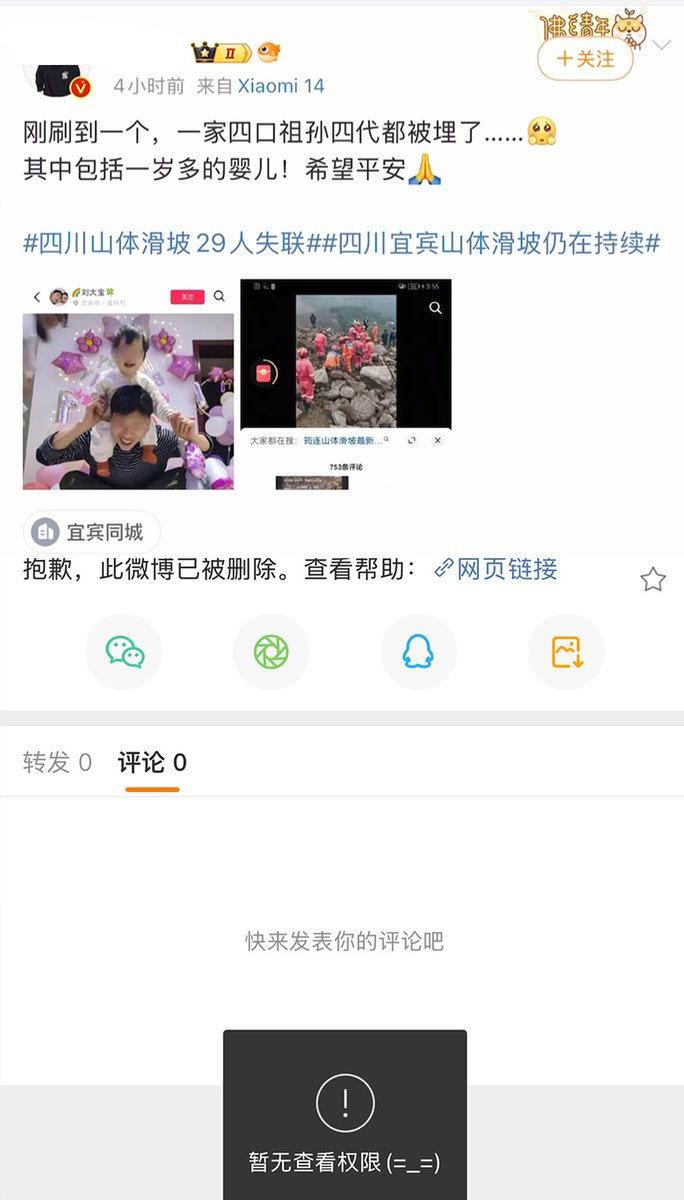 佛系青年
II
+关注
4小时前 来自 Xiaomi 14
刚刷到一个，一家四口祖孙四代都被埋了......
其中包括一岁多的婴儿！希望平安
#四川山体滑坡29人失联##四川宜宾山体滑坡仍在持续#
刘大宝
关注
3:55
大家都在搜：筠连山体滑坡最新...
753条评论
宜宾同城
抱歉，此微博已被删除。查看帮助：网页链接
转发 0 评论 0
快来发表你的评论吧
暂无查看权限(=_=)